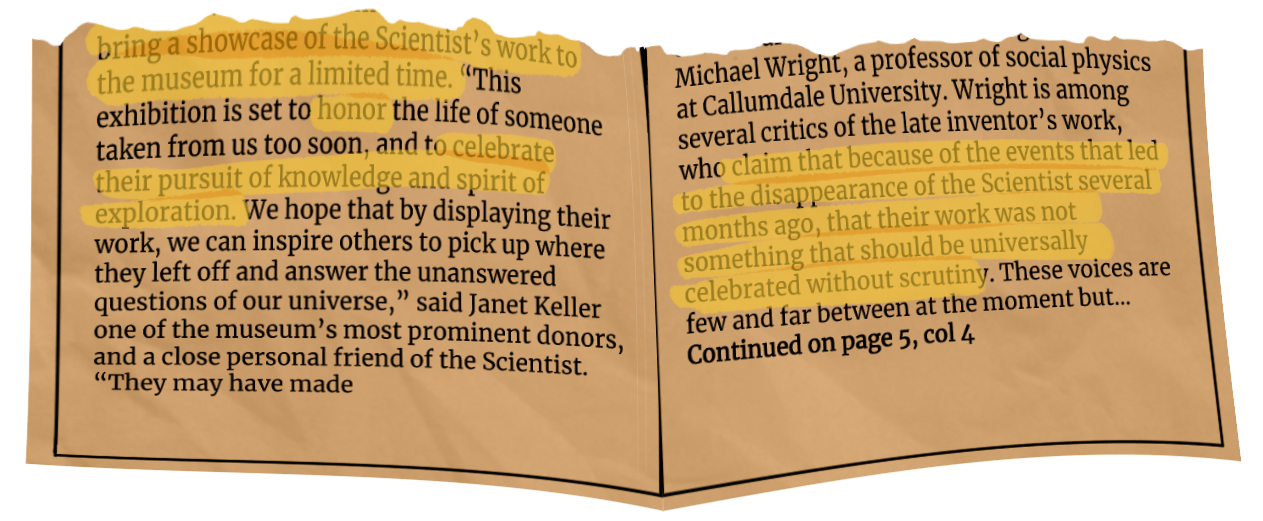 bring a showcase of the Scientist’s work to
the museum for a limited time. “This
exhibition is set to honor the life of someone
taken from us too soon, and to celebrate
their pursuit of knowledge and spirit of
exploration. We hope that by displaying their
work, we can inspire others to pick up where
they left off and answer the unanswered
questions of our universe,” said Janet Keller
one of the museum’s most prominent donors,
and a close personal friend of the Scientist.
“They may have made
Michael Wright, a professor of social physics
at Callumdale University. Wright is among
several critics of the late inventor’s work,
who claim that because of the events that led
to the disappearance of the Scientist several
months ago, that their work was not
something that should be universally
celebrated without scrutiny. These voices are
few and far between at the moment but...
Continued on page 5, col 4